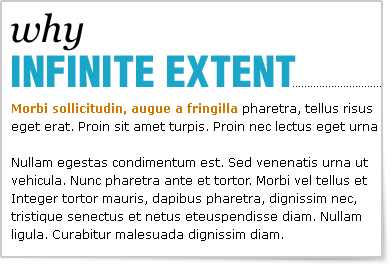 why
INFINITE EXTENT
Morbi sollicitudin, augue a fringilla pharetra, tellus risus
eget erat. Proin sit amet turpis. Proin nec lectus eget urna
Nullam egestas condimentum est. Sed venenatis urna ut
vehicula. Nunc pharetra ante et tortor. Morbi vel tellus et
Integer tortor mauris, dapibus pharetra, dignissim nec,
tristique senectus et netus eteuspendisse diam. Nullam
ligula. Curabitur malesuada dignissim diam.